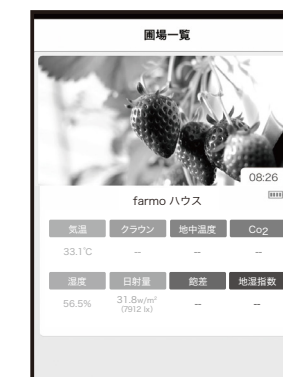 圃場一覧
08:26
farmo ハウス
気温 クラウン 地中温度 Co2
33.1℃ -- -- --
湿度 日射量 飽差 地温指数
56.5% 31.8w/m² -- --
(7912 lx)